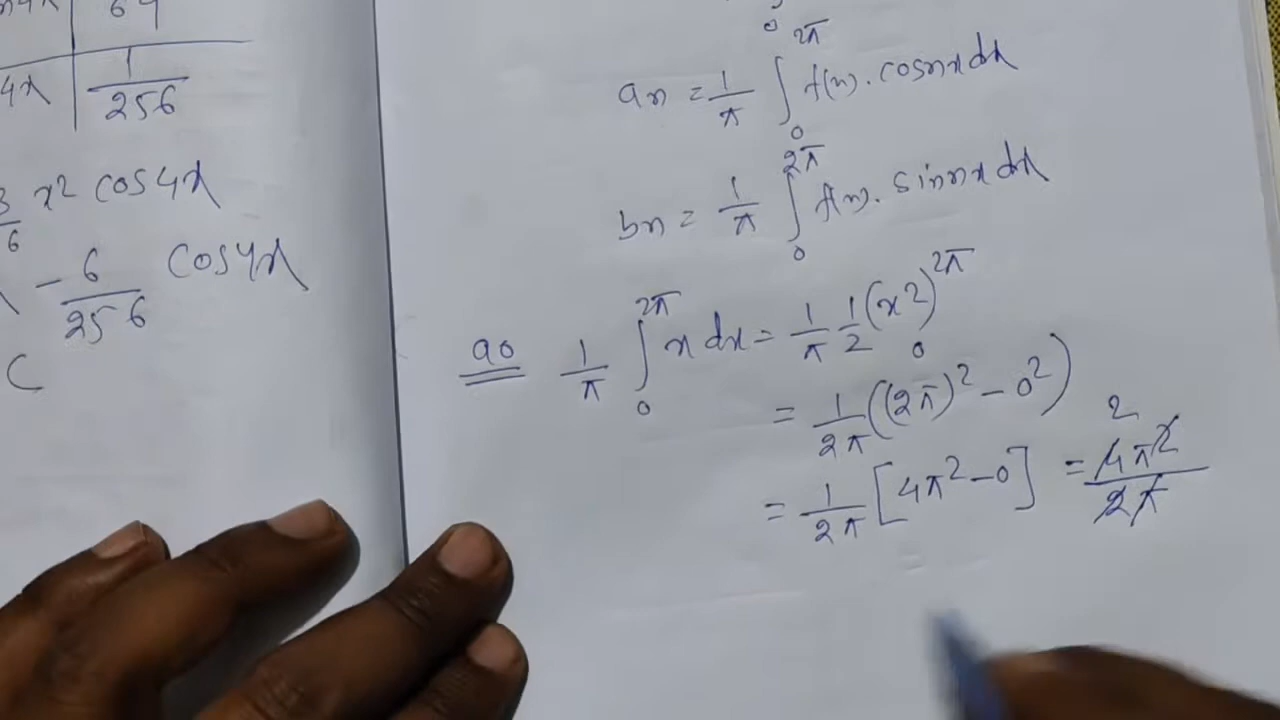 64
4x | 1/256
x² cos4x
6
- 6/256 cos4x
C
0
an = 1/π ∫₀^2π f(x). cosnx dx
bn = 1/π ∫₀^2π f(x). sinnx dx
a0 1/π ∫₀^2π x dx = 1/π 1/2 (x²)₀^2π
= 1/2π ((2π)² - 0²)
= 1/2π [4π² - 0] = 4π²/2π
2